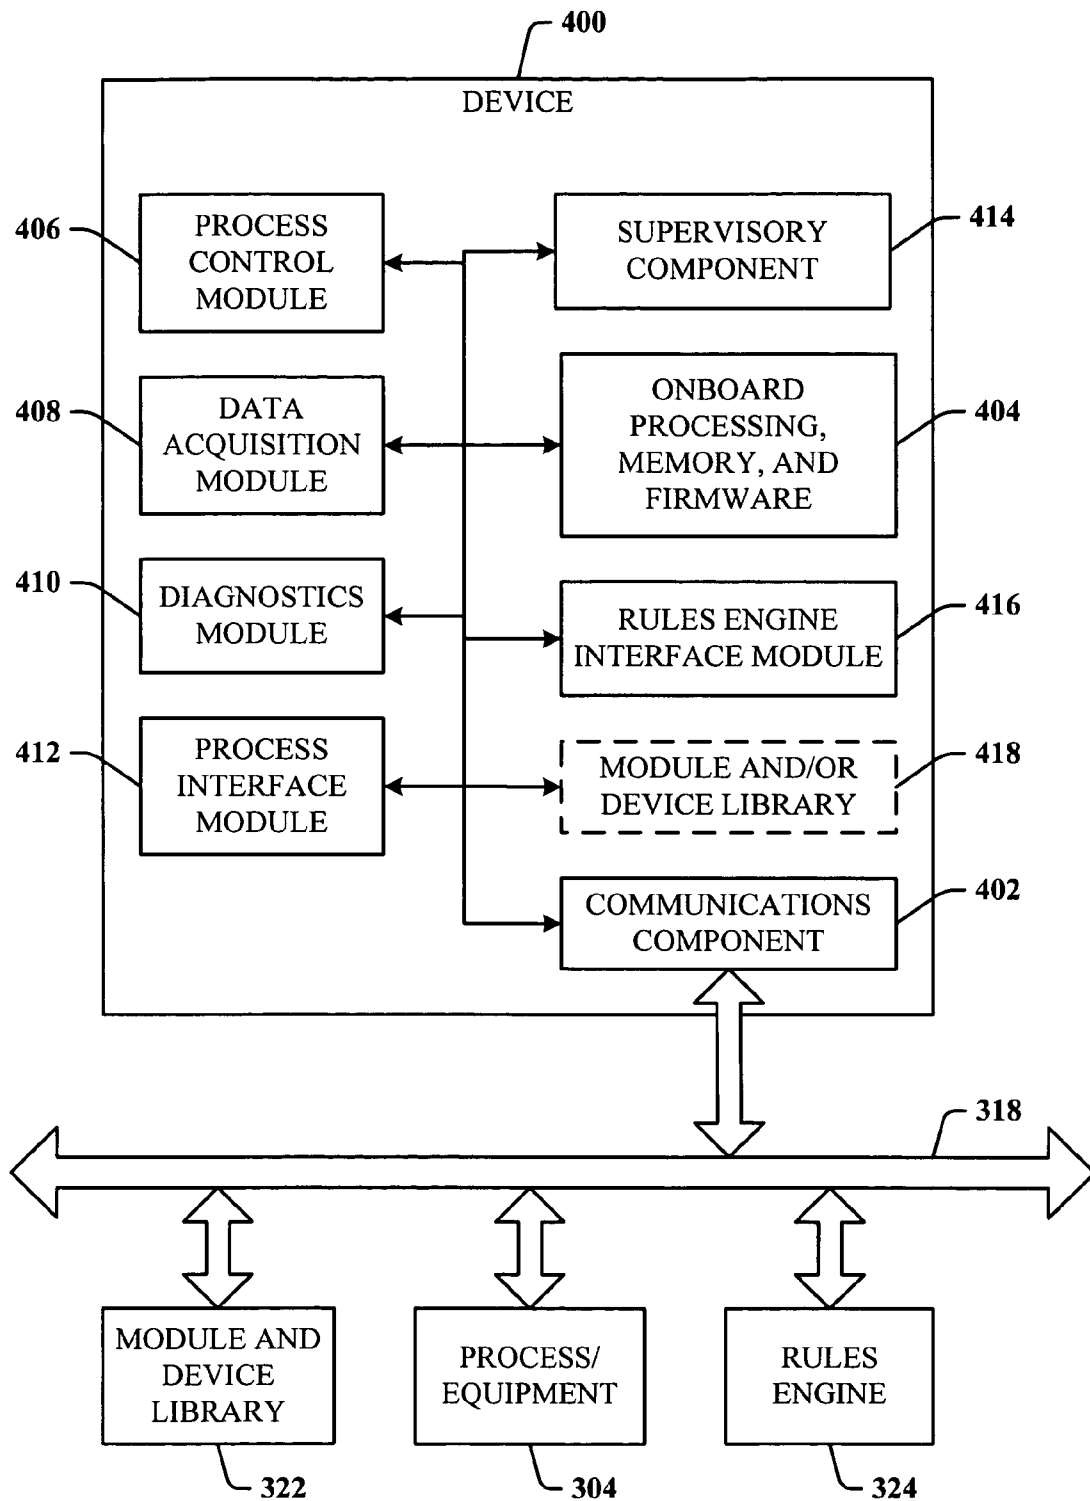 400
DEVICE
406
PROCESS
CONTROL
MODULE
SUPERVISORY
COMPONENT
414
408
DATA
ACQUISITION
MODULE
ONBOARD
PROCESSING,
MEMORY, AND
FIRMWARE
404
410
DIAGNOSTICS
MODULE
RULES ENGINE
INTERFACE MODULE
416
412
PROCESS
INTERFACE
MODULE
MODULE AND/OR
DEVICE LIBRARY
418
COMMUNICATIONS
COMPONENT
402
318
MODULE AND
DEVICE
LIBRARY
322
PROCESS/
EQUIPMENT
304
RULES
ENGINE
324